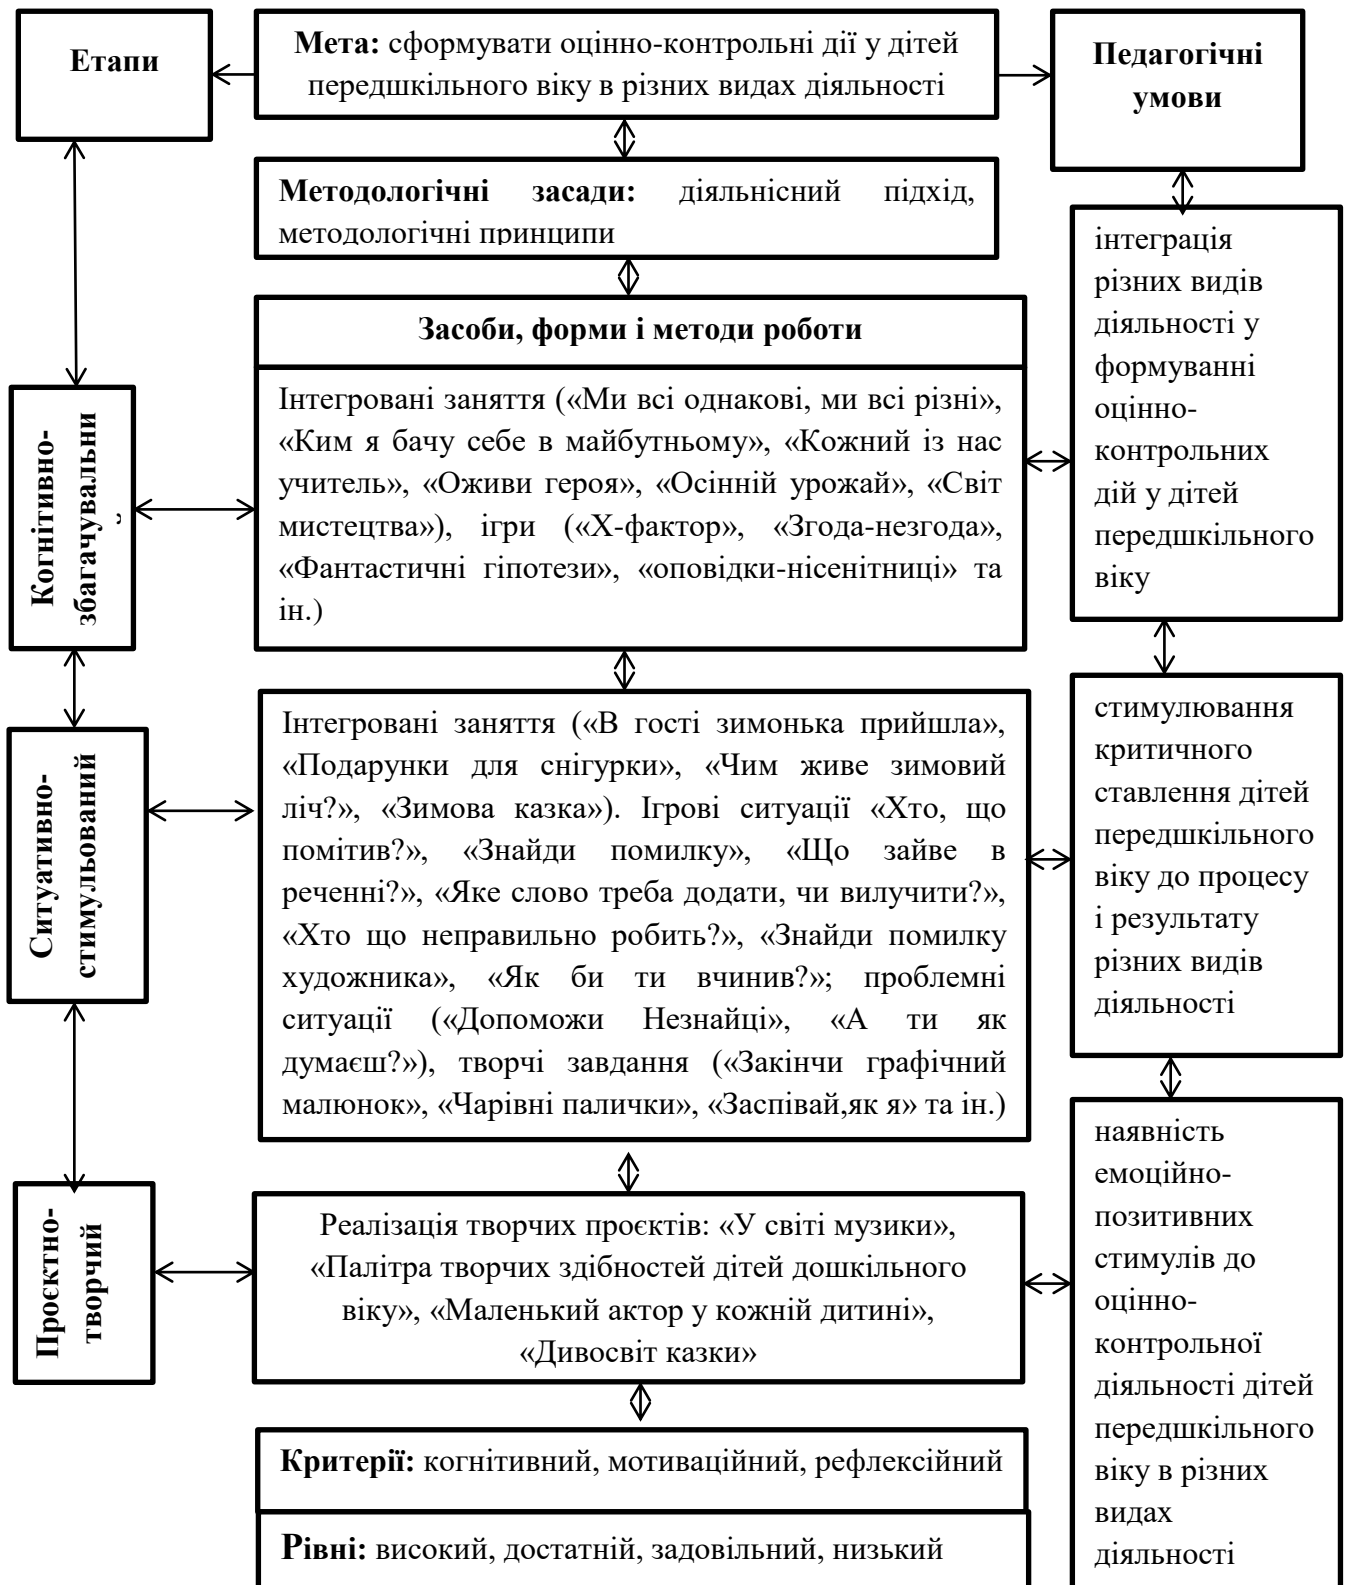 Етапи
Мета: сформувати оцінно-контрольні дії у дітей
передшкільного віку в різних видах діяльності
Педагогічні
умови
Методологічні засади: діяльнісний підхід,
методологічні принципи
Засоби, форми і методи роботи
Когнітивно-
збагачувальни
Інтегровані заняття («Ми всі однакові, ми всі різні»,
«Ким я бачу себе в майбутньому», «Кожний із нас
учитель», «Оживи героя», «Осінній урожай», «Світ
мистецтва»), ігри («Х-фактор», «Згода-незгода»,
«Фантастичні гіпотези», «оповідки-нісенітниці» та
ін.)
інтеграція
різних видів
діяльності у
формуванні
оцінно-
контрольних
дій у дітей
передшкільного
віку
Ситуативно-
стимульований
Інтегровані заняття («В гості зимонька прийшла»,
«Подарунки для снігурки», «Чим живе зимовий
ліч?», «Зимова казка»). Ігрові ситуації «Хто, що
помітив?», «Знайди помилку», «Що зайве в
реченні?», «Яке слово треба додати, чи вилучити?»,
«Хто що неправильно робить?», «Знайди помилку
художника», «Як би ти вчинив?»; проблемні
ситуації («Допоможи Незнайці», «А ти як
думаєш?»), творчі завдання («Закінчи графічний
малюнок», «Чарівні палички», «Заспівай,як я» та ін.)
стимулювання
критичного
ставлення дітей
передшкільного
віку до процесу
і результату
різних видів
діяльності
Проєктно-
творчий
Реалізація творчих проєктів: «У світі музики»,
«Палітра творчих здібностей дітей дошкільного
віку», «Маленький актор у кожній дитині»,
«Дивосвіт казки»
наявність
емоційно-
позитивних
стимулів до
оцінно-
контрольної
діяльності дітей
передшкільного
віку в різних
видах
діяльності
Критерії: когнітивний, мотиваційний, рефлексійний
Рівні: високий, достатній, задовільний, низький